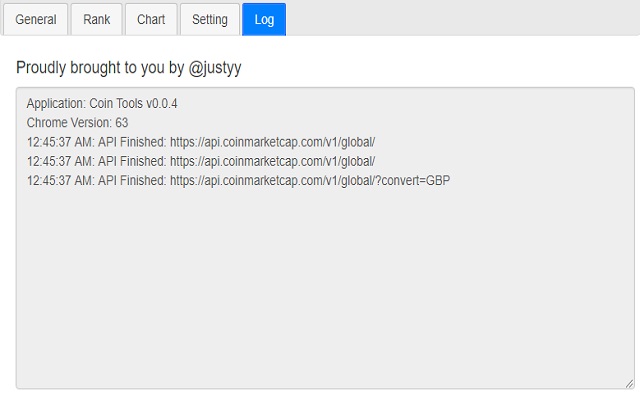 General Rank Chart Setting Log
Proudly brought to you by @justyy
Application: Coin Tools v0.0.4
Chrome Version: 63
12:45:37 AM: API Finished: https://api.coinmarketcap.com/v1/global/
12:45:37 AM: API Finished: https://api.coinmarketcap.com/v1/global/
12:45:37 AM: API Finished: https://api.coinmarketcap.com/v1/global/?convert=GBP